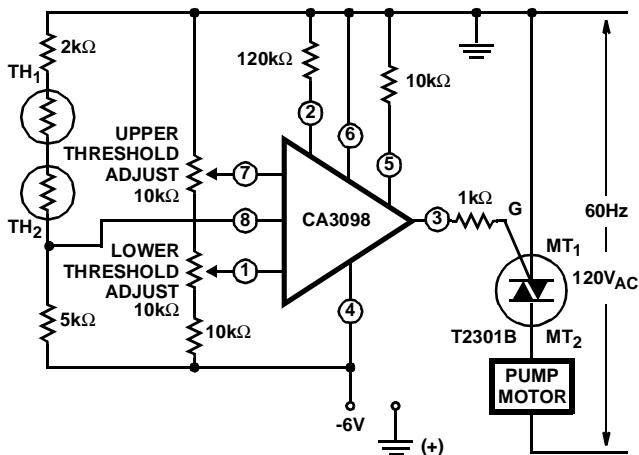 2kΩ
TH1
TH2
5kΩ
UPPER
THRESHOLD
ADJUST
10kΩ
LOWER
THRESHOLD
ADJUST
10kΩ
10kΩ
120kΩ
10kΩ
2
6
5
7
8
1
CA3098
3
4
1kΩ
G
MT1
T2301B
MT2
PUMP
MOTOR
60Hz
120VAC
-6V
(+)